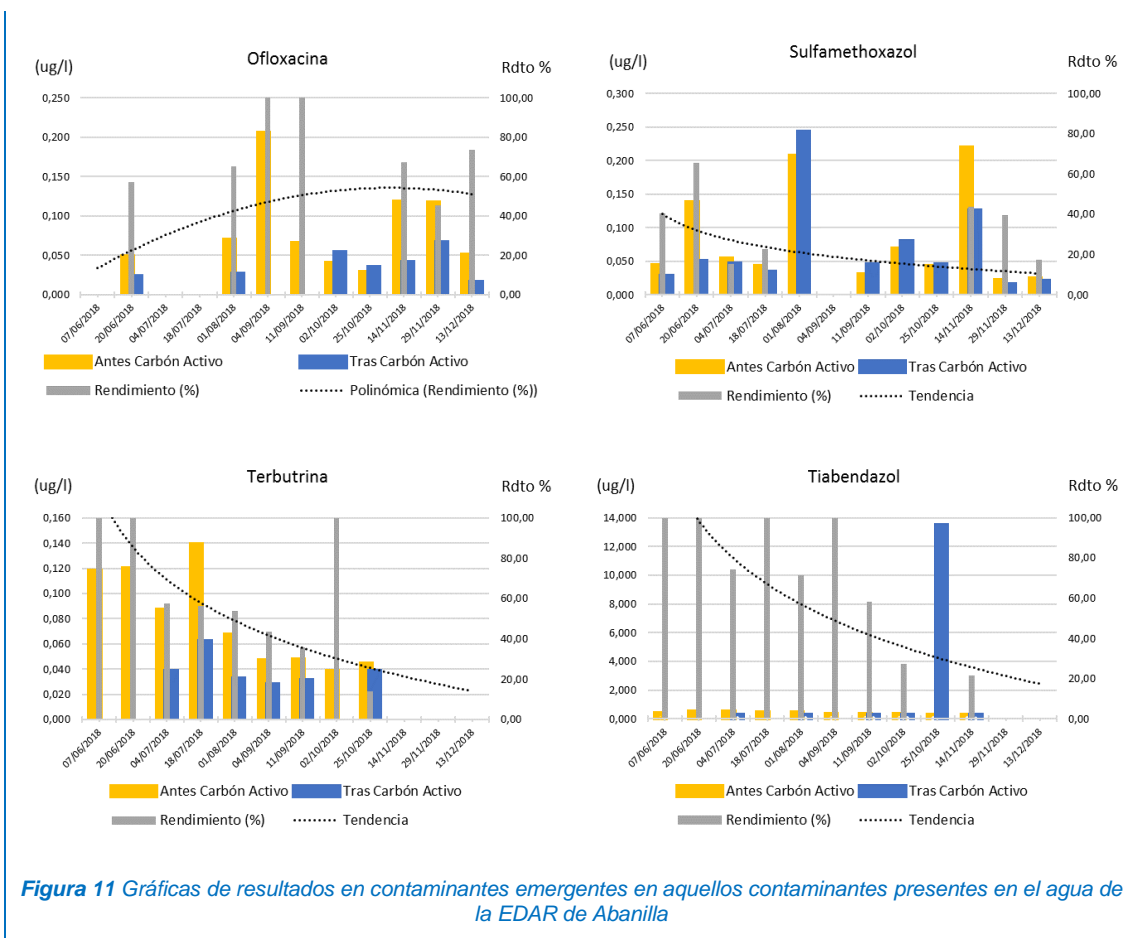 Ofloxacina
(ug/l) Rdto %
0,250 100,00
0,200 80,00
0,150 60,00
0,100 40,00
0,050 20,00
0,000 0,00
07/06/2018 20/06/2018 04/07/2018 18/07/2018 01/08/2018 04/09/2018 11/09/2018 02/10/2018 25/10/2018 14/11/2018 29/11/2018 13/12/2018
Antes Carbón Activo Tras Carbón Activo
Rendimiento (%) Polinómica (Rendimiento (%))
Sulfamethoxazol
(ug/l) Rdto %
0,300 100,00
0,250 80,00
0,200 60,00
0,150
0,100 40,00
0,050 20,00
0,000 0,00
07/06/2018 20/06/2018 04/07/2018 18/07/2018 01/08/2018 04/09/2018 11/09/2018 02/10/2018 25/10/2018 14/11/2018 29/11/2018 13/12/2018
Antes Carbón Activo Tras Carbón Activo
Rendimiento (%) Tendencia
Terbutrina
(ug/l) Rdto %
0,160 100,00
0,140 80,00
0,120
0,100 60,00
0,080
0,060 40,00
0,040 20,00
0,020
0,000 0,00
07/06/2018 20/06/2018 04/07/2018 18/07/2018 01/08/2018 04/09/2018 11/09/2018 02/10/2018 25/10/2018 14/11/2018 29/11/2018 13/12/2018
Antes Carbón Activo Tras Carbón Activo
Rendimiento (%) Tendencia
Tiabendazol
(ug/l) Rdto %
14,000 100,00
12,000 80,00
10,000
8,000 60,00
6,000 40,00
4,000
2,000 20,00
0,000 0,00
07/06/2018 20/06/2018 04/07/2018 18/07/2018 01/08/2018 04/09/2018 11/09/2018 02/10/2018 25/10/2018 14/11/2018 29/11/2018 13/12/2018
Antes Carbón Activo Tras Carbón Activo
Rendimiento (%) Tendencia
Figura 11 Gráficas de resultados en contaminantes emergentes en aquellos contaminantes presentes en el agua de
la EDAR de Abanilla